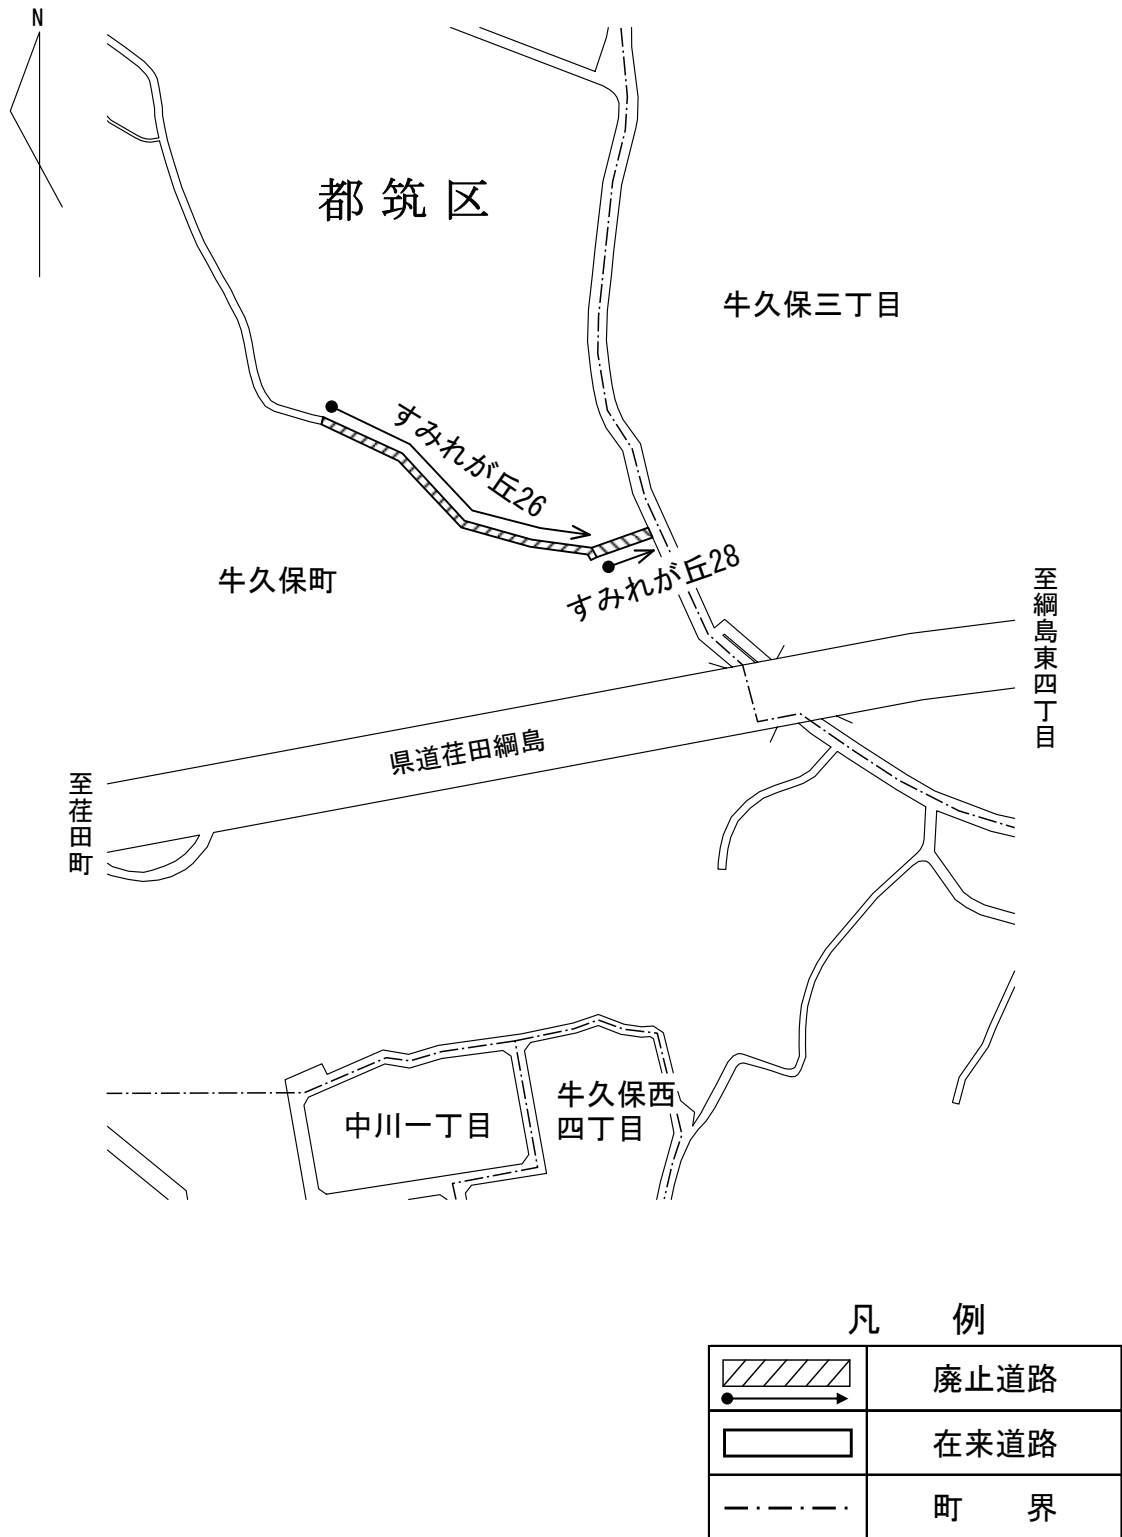 N
都筑区
牛久保三丁目
すみれが丘26
すみれが丘28
牛久保町
至綱島東四丁目
県道荏田綱島
至荏田町
牛久保西
四丁目
中川一丁目
凡 例
廃止道路
在来道路
町 界